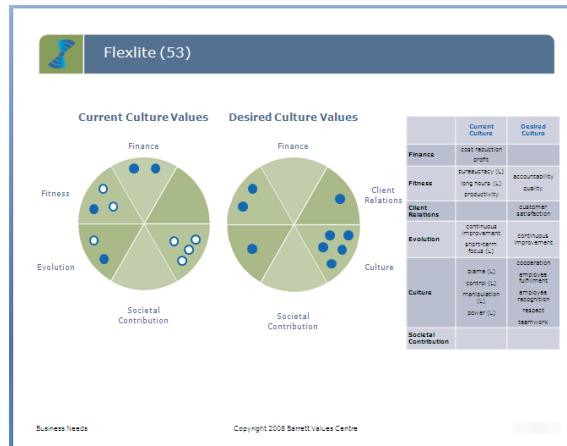 Flexlite (53)
Current Culture Values
Desired Culture Values
Finance
Fitness
Evolution
Societal
Contribution
Finance
Client
Relations
Culture
Societal
Contribution
Current
Culture
Desired
Culture
Finance
cost reduction
profit
Fitness
bureaucracy (L)
long hours (L)
productivity
accountability
quality
Client
Relations
customer
satisfaction
Evolution
continuous
improvement
short-term
focus (L)
continuous
improvement
Culture
blame (L)
control (L)
manipulation
(L)
power (L)
cooperation
employee
fulfilment
employee
recognition
respect
teamwork
Societal
Contribution
Business Needs
Copyright 2008 Barrett Values Centre